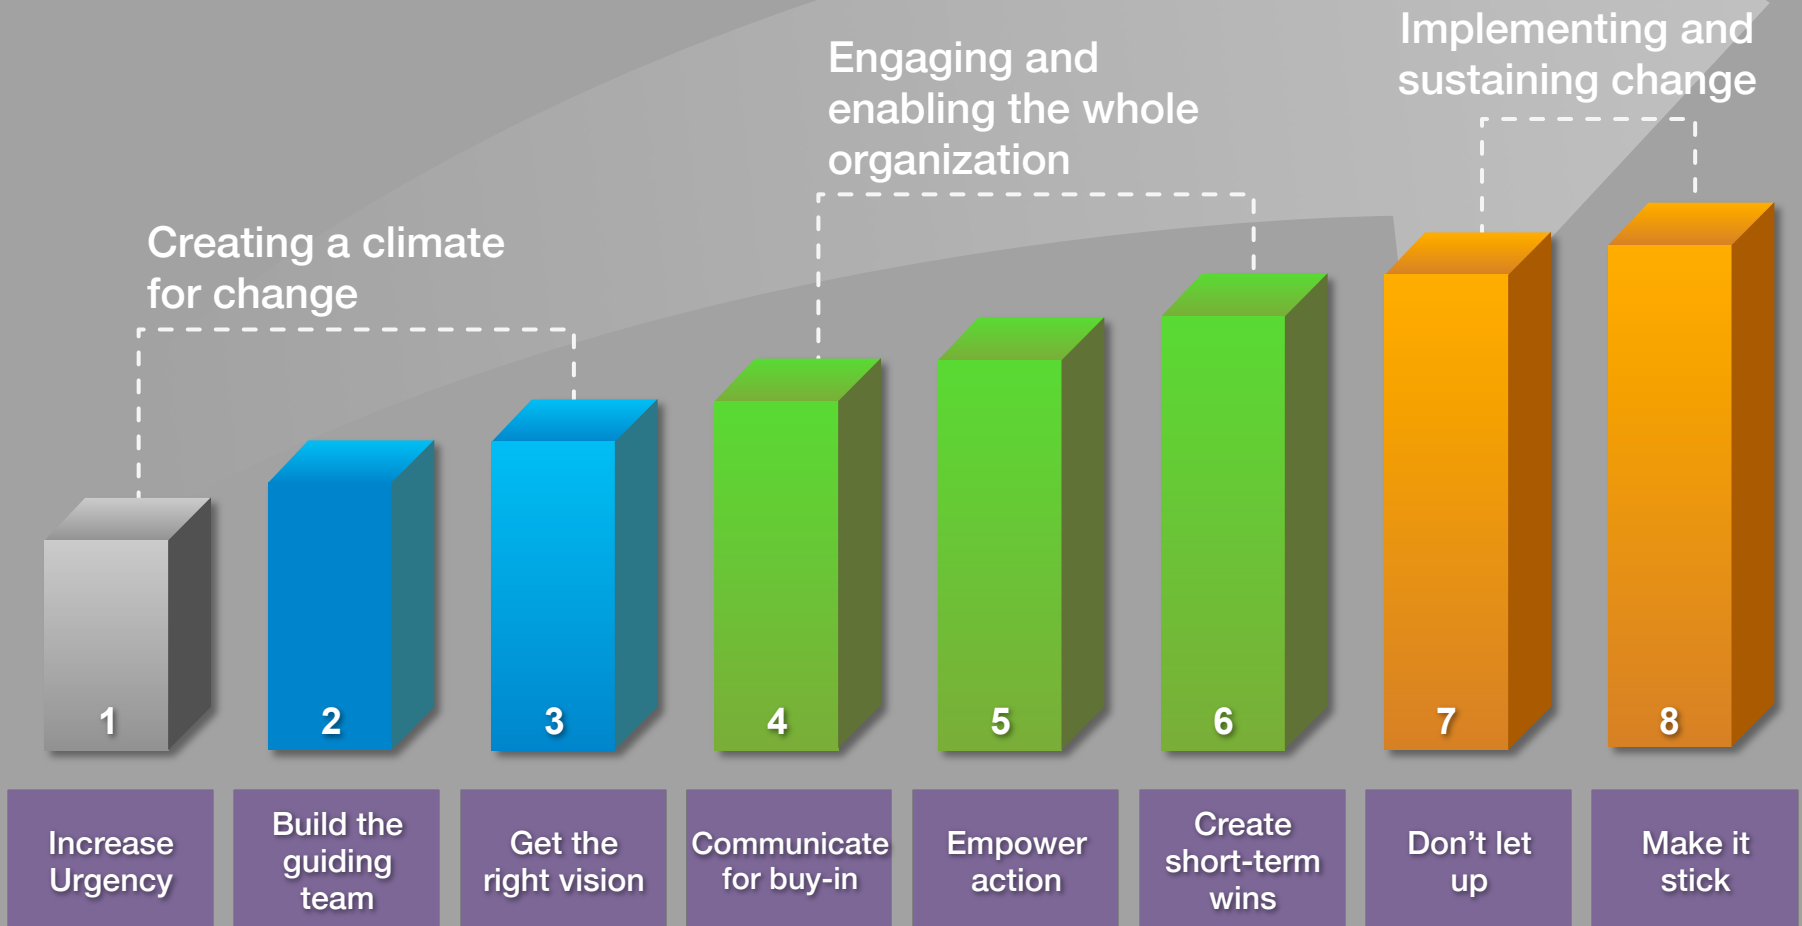 Implementing and
sustaining change
Engaging and
enabling the whole
organization
Creating a climate
for change
1
2
3
4
5
6
7
8
Increase
Urgency
Build the
guiding
team
Get the
right vision
Communicate
for buy-in
Empower
action
Create
short-term
wins
Don’t let
up
Make it
stick